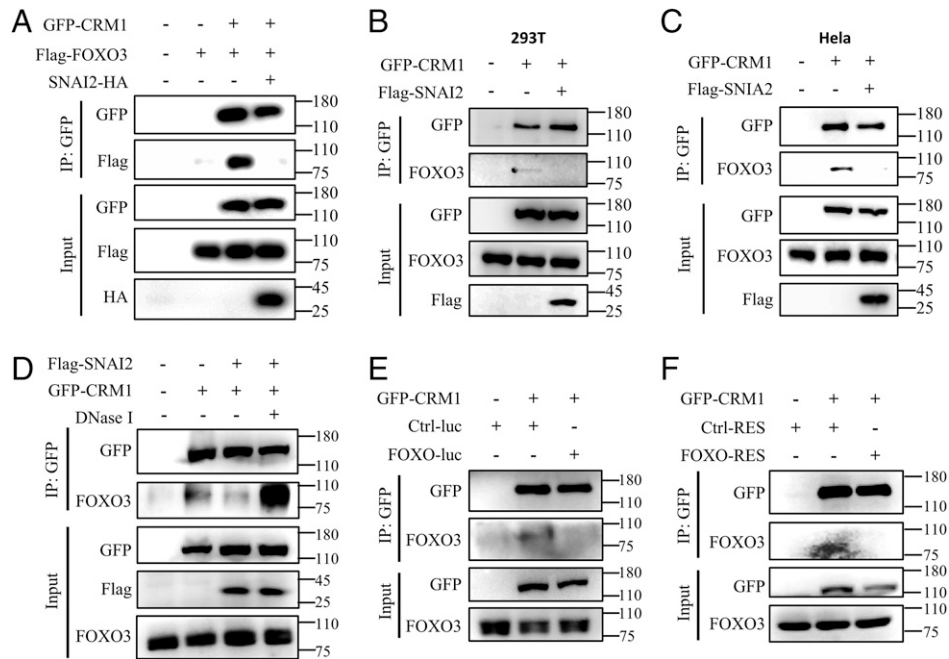 A
GFP-CRM1 - - + +
Flag-FOXO3 - + + +
SNAI2-HA - - - +
IP: GFP
GFP 180 110
Flag 110 75
Input
GFP 180 110
Flag 110 75
HA 45 25
B
293T
GFP-CRM1 - + +
Flag-SNAI2 - - +
IP: GFP
GFP 180 110
FOXO3 110 75
Input
GFP 180 110
FOXO3 110 75
Flag 45 25
C
Hela
GFP-CRM1 - + +
Flag-SNIA2 - - +
IP: GFP
GFP 180 110
FOXO3 110 75
Input
GFP 180 110
FOXO3 110 75
Flag 45 25
D
Flag-SNAI2 - - + +
GFP-CRM1 - + + +
DNase I - - - +
IP: GFP
GFP 180 110
FOXO3 110 75
Input
GFP 180 110
Flag 45 25
FOXO3 110 75
E
GFP-CRM1 - + +
Ctrl-luc + + -
FOXO-luc - - +
IP: GFP
GFP 180 110
FOXO3 110 75
Input
GFP 180 110
FOXO3 110 75
F
GFP-CRM1 - + +
Ctrl-RES + + -
FOXO-RES - - +
IP: GFP
GFP 180 110
FOXO3 110 75
Input
GFP 180 110
FOXO3 110 75